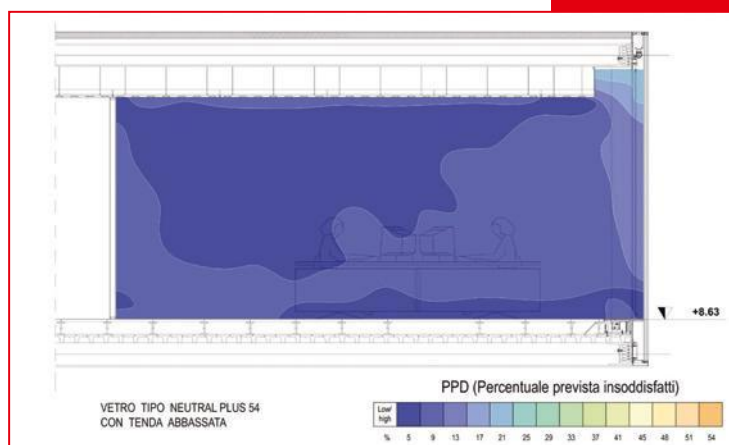 +8.63
PPD (Percentuale prevista insoddisfatti)
VETRO TIPO NEUTRAL PLUS 54
CON TENDA ABBASSATA
Low/
high
% 5 9 13 17 21 25 29 33 37 41 45 48 51 54